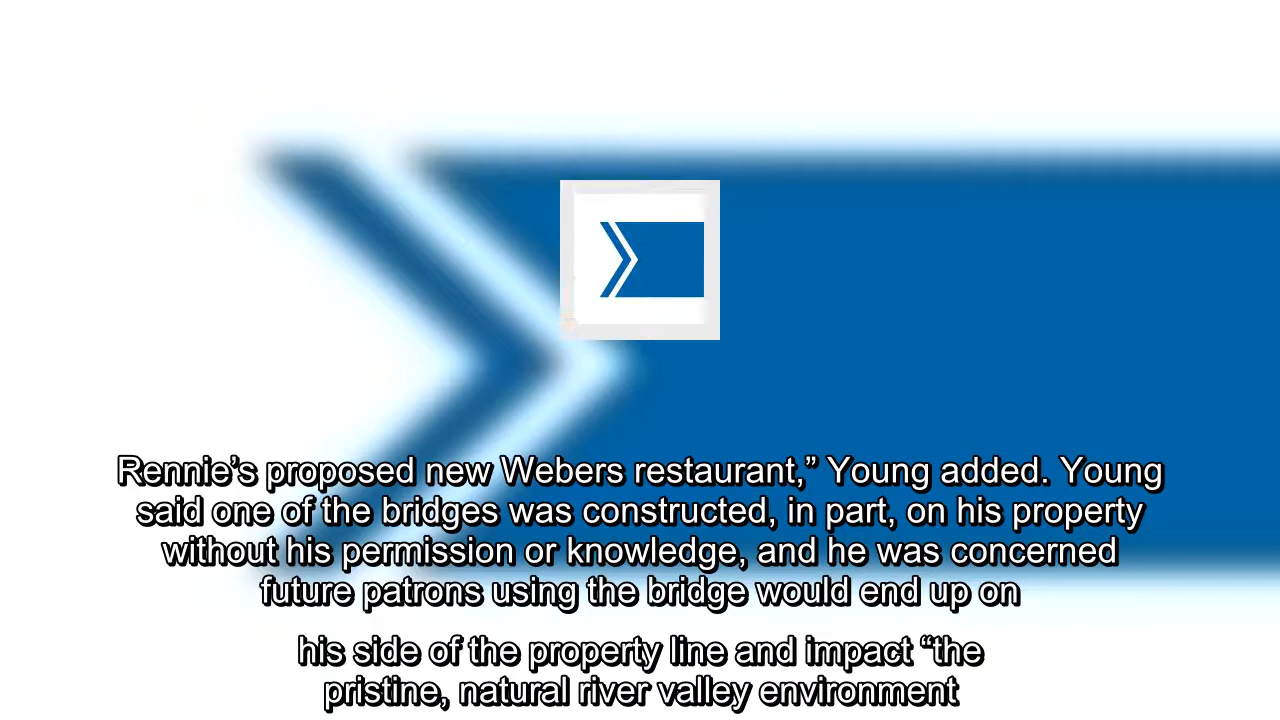 Rennie’s proposed new Webers restaurant,” Young added. Young
said one of the bridges was constructed, in part, on his property
without his permission or knowledge, and he was concerned
future patrons using the bridge would end up on
his side of the property line and impact “the
pristine, natural river valley environment